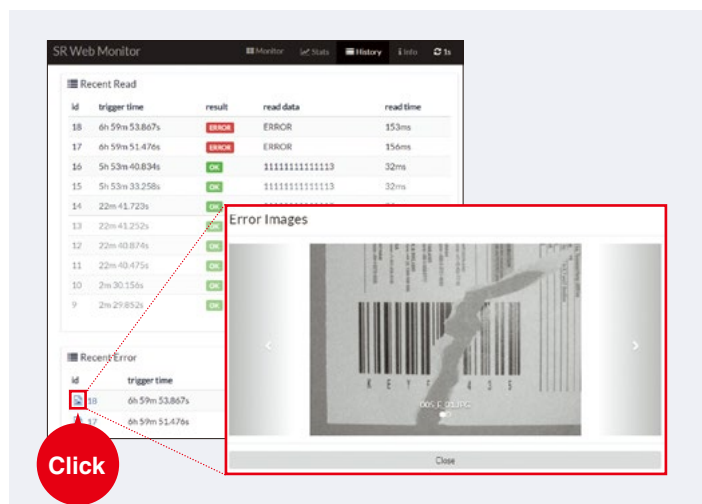 SR Web Monitor Monitor Stats History Info 1s
Recent Read
id trigger time result read data read time
18 6h 59m 53.867s ERROR ERROR 153ms
17 6h 59m 51.476s ERROR ERROR 156ms
16 5h 53m 40.834s OK 11111111111113 32ms
15 5h 53m 33.258s OK 11111111111113 32ms
14 22m 41.723s OK
13 22m 41.252s OK
12 22m 40.874s OK
11 22m 40.475s OK
10 2m 30.156s OK
9 2m 29.852s OK
Recent Error
id trigger time
18 6h 59m 53.867s
17 6h 59m 51.476s
Click
Error Images
K E Y 4 3 5
Close